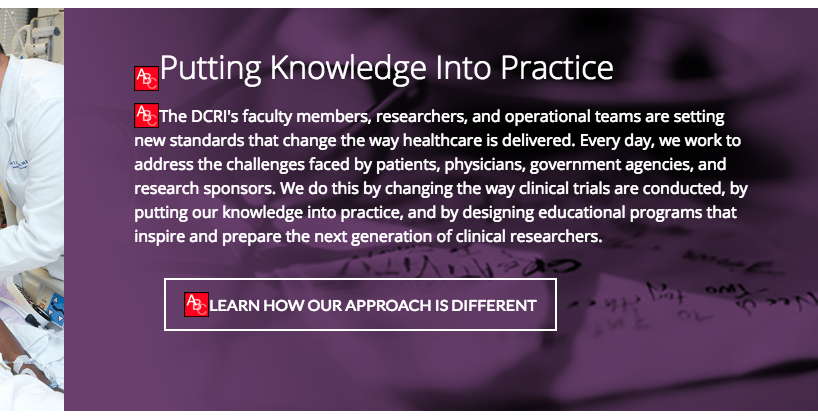 ABC Putting Knowledge Into Practice
ABC The DCRI's faculty members, researchers, and operational teams are setting
new standards that change the way healthcare is delivered. Every day, we work to
address the challenges faced by patients, physicians, government agencies, and
research sponsors. We do this by changing the way clinical trials are conducted, by
putting our knowledge into practice, and by designing educational programs that
inspire and prepare the next generation of clinical researchers.
ABC LEARN HOW OUR APPROACH IS DIFFERENT